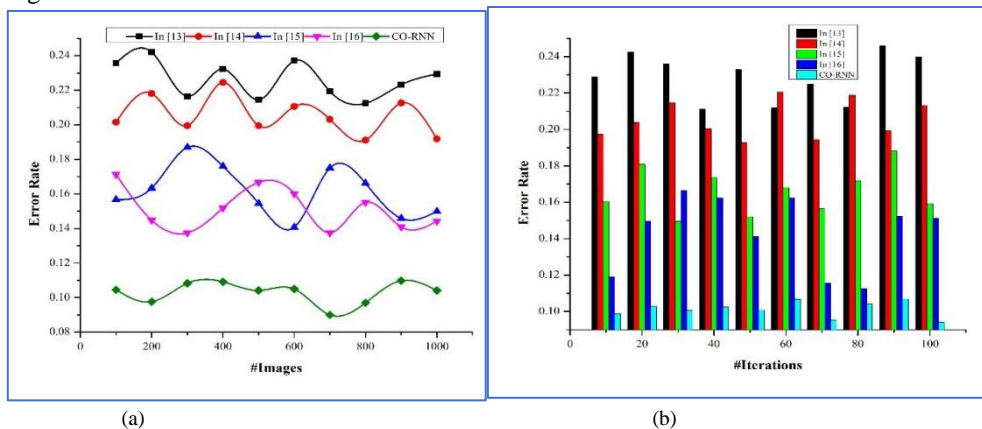 In [13] In [14] In [15] In [16] CO-RNN
0.24
0.22
0.20
0.18
0.16
0.14
0.12
0.10
0.08
Error Rate
0 200 400 600 800 1000
#Images
(a)
In [13]
In [14]
In [15]
In [16]
CO-RNN
0.24
0.22
0.20
0.18
0.16
0.14
0.12
0.10
Error Rate
0 20 40 60 80 100
#Iterations
(b)